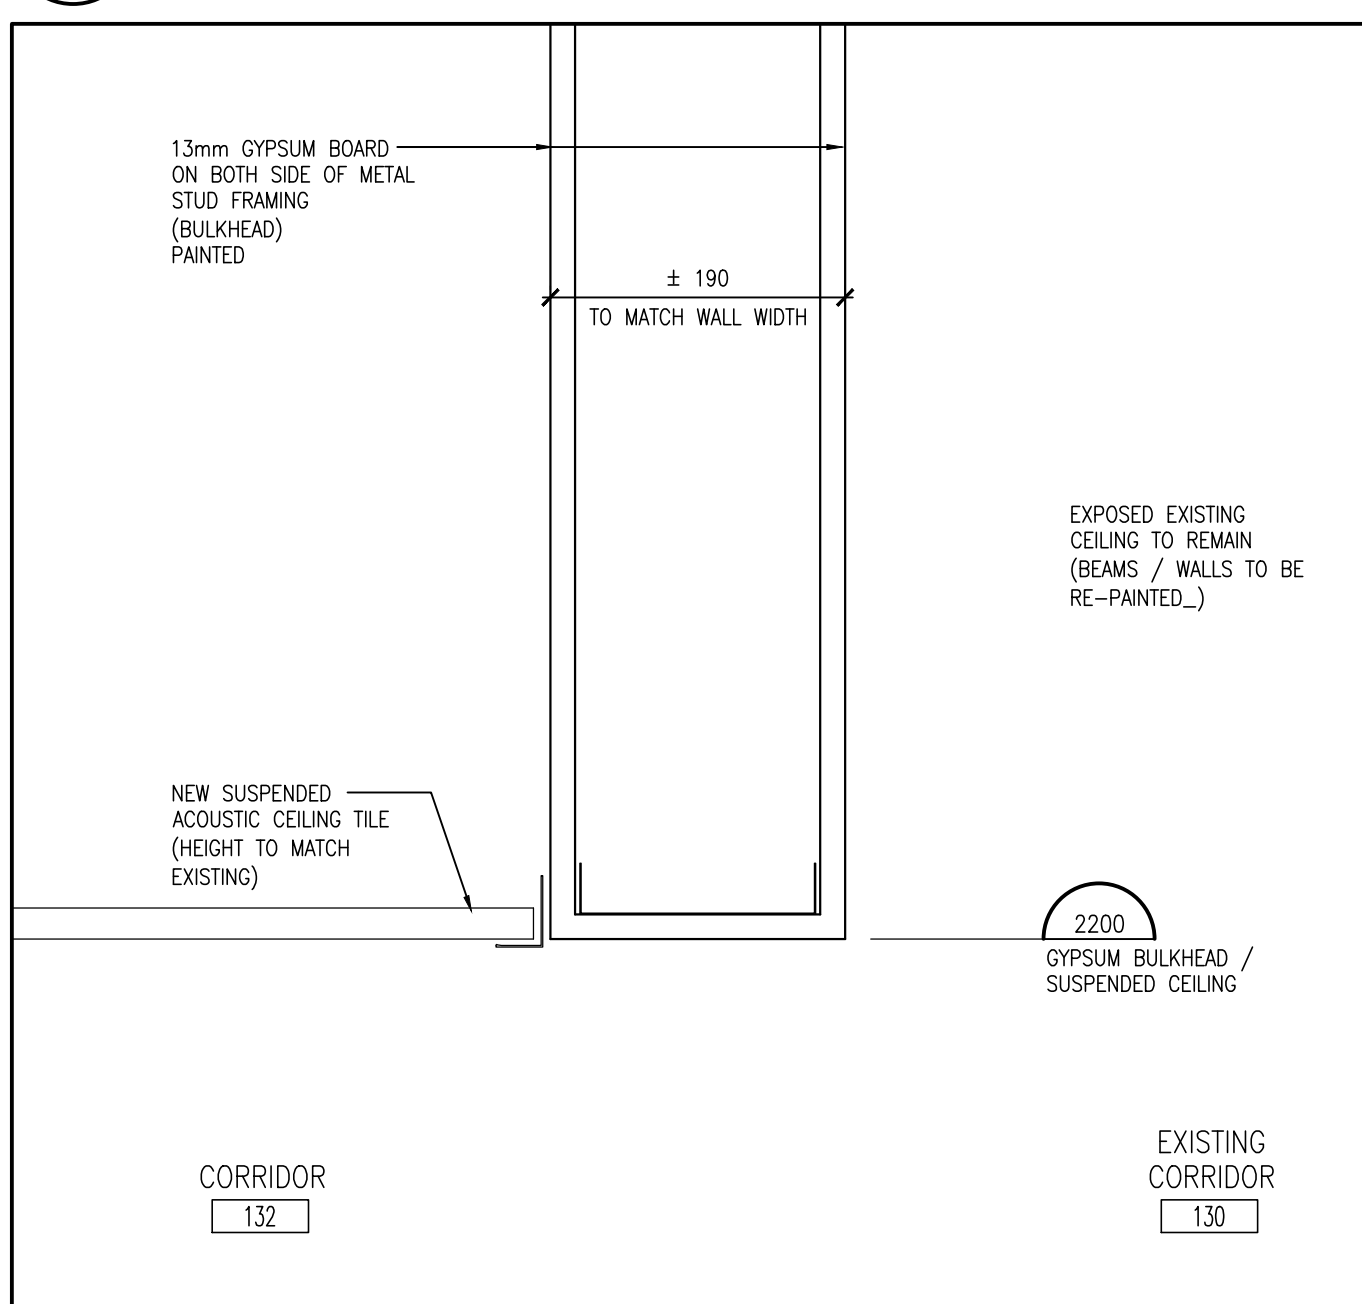 13mm GYPSUM BOARD
ON BOTH SIDE OF METAL
STUD FRAMING
(BULKHEAD)
PAINTED
± 190
TO MATCH WALL WIDTH
EXPOSED EXISTING
CEILING TO REMAIN
(BEAMS / WALLS TO BE
RE-PAINTED_)
NEW SUSPENDED
ACOUSTIC CEILING TILE
(HEIGHT TO MATCH
EXISTING)
2200
GYPSUM BULKHEAD /
SUSPENDED CEILING
CORRIDOR
132
EXISTING
CORRIDOR
130